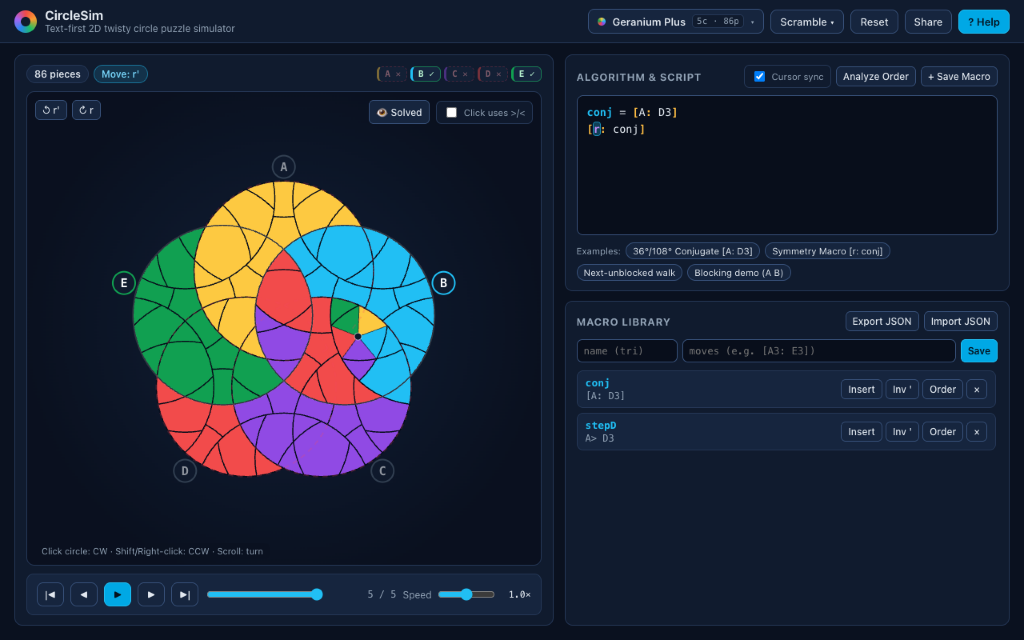 CircleSim
Text-first 2D twisty circle puzzle simulator
Geranium Plus 5c · 86p ▾
Scramble ▾
Reset
Share
? Help
86 pieces
Move: r'
A ×
B ✓
C ×
D ×
E ✓
↺ r'
↻ r
Solved
Click uses >/<
A
E
B
D
C
Click circle: CW · Shift/Right-click: CCW · Scroll: turn
5 / 5
Speed
1.0×
ALGORITHM & SCRIPT
Cursor sync
Analyze Order
+ Save Macro
conj = [A: D3]
[r: conj]
Examples:
36°/108° Conjugate [A: D3]
Symmetry Macro [r: conj]
Next-unblocked walk
Blocking demo (A B)
MACRO LIBRARY
Export JSON
Import JSON
name (tri)
moves (e.g. [A3: E3])
Save
conj
[A: D3]
Insert
Inv '
Order
×
stepD
A> D3
Insert
Inv '
Order
×